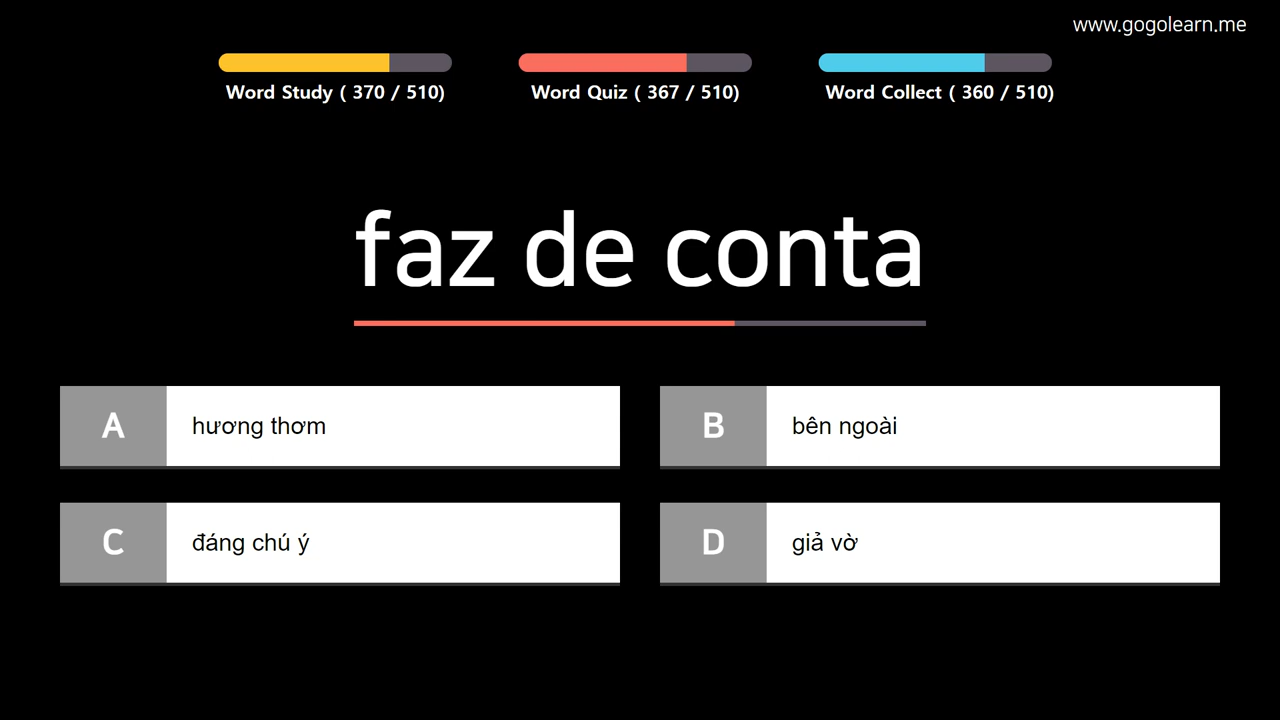 www.gogolearn.me
Word Study ( 370 / 510)
Word Quiz ( 367 / 510)
Word Collect ( 360 / 510)
faz de conta
A
hương thơm
B
bên ngoài
C
đáng chú ý
D
giả vờ